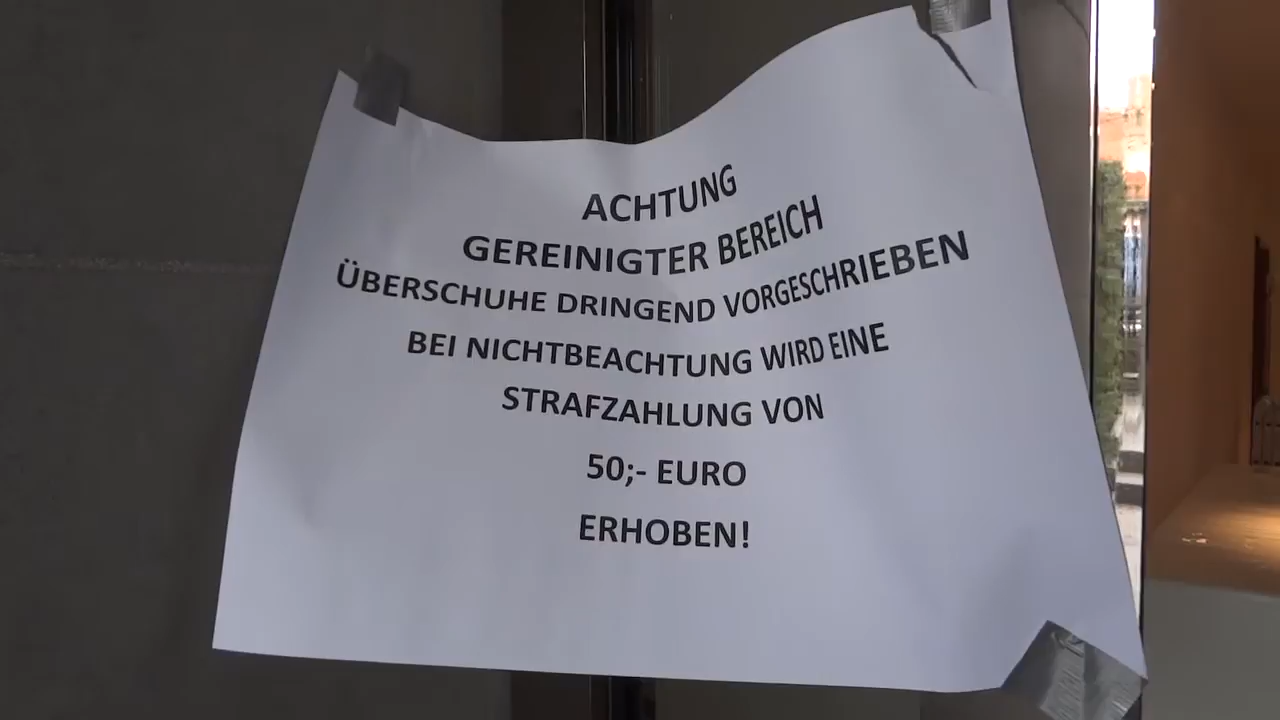 ACHTUNG
GEREINIGTER BEREICH
ÜBERSCHUHE DRINGEND VORGESCHRIEBEN
BEI NICHTBEACHTUNG WIRD EINE
STRAFZAHLUNG VON
50;- EURO
ERHOBEN!